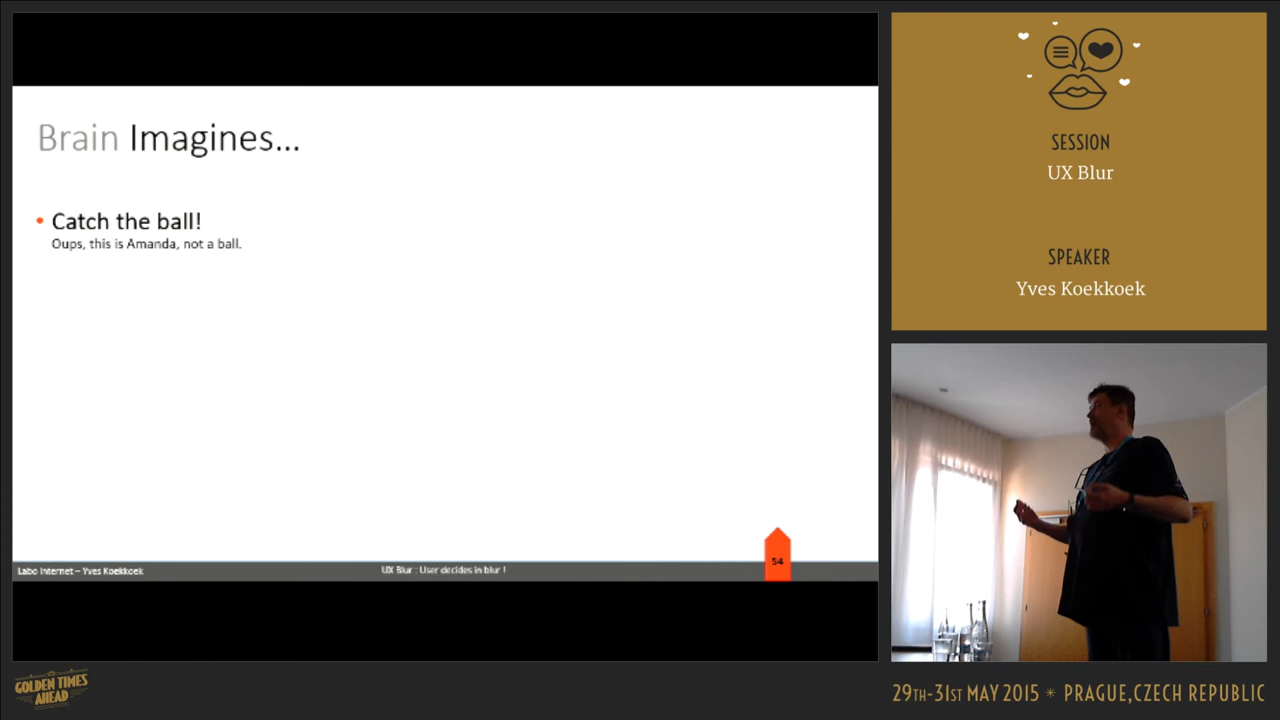 Brain Imagines...
• Catch the ball!
Oups, this is Amanda, not a ball.
Labo Internet – Yves Koekkoek
UX Blur : User decides in blur !
54
SESSION
UX Blur
SPEAKER
Yves Koekkoek
GOLDEN TIMES
AHEAD
29TH-31ST MAY 2015 * PRAGUE,CZECH REPUBLIC